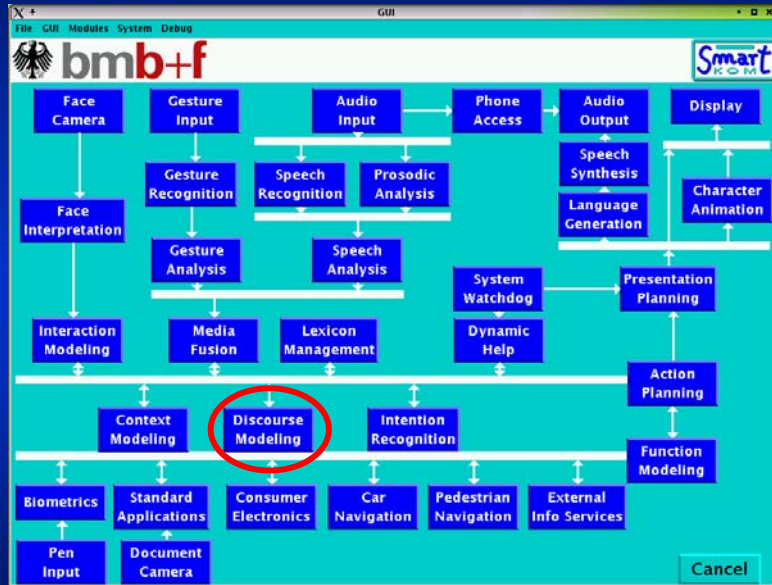 GUI
File GUI Modules System Debug
bmb+f
Smart
KOM
Face
Camera
Gesture
Input
Audio
Input
Phone
Access
Audio
Output
Display
Gesture
Recognition
Speech
Recognition
Prosodic
Analysis
Speech
Synthesis
Character
Animation
Face
Interpretation
Language
Generation
Gesture
Analysis
Speech
Analysis
System
Watchdog
Presentation
Planning
Interaction
Modeling
Media
Fusion
Lexicon
Management
Dynamic
Help
Action
Planning
Context
Modeling
Discourse
Modeling
Intention
Recognition
Function
Modeling
Biometrics
Standard
Applications
Consumer
Electronics
Car
Navigation
Pedestrian
Navigation
External
Info Services
Pen
Input
Document
Camera
Cancel